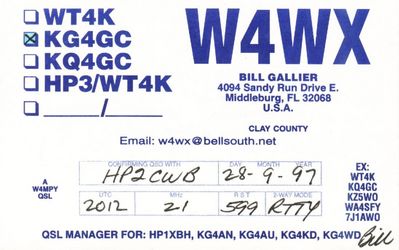 ☐ WT4K
☒ KG4GC
☐ KQ4GC
☐ HP3/WT4K
☐ ____/____
W4WX
BILL GALLIER
4094 Sandy Run Drive E.
Middleburg, FL 32068
U.S.A.
CLAY COUNTY
Email: w4wx@bellsouth.net
CONFIRMING QSO WITH DAY MONTH YEAR
HP2CWB 28-9-97
UTC MHz RST 2-WAY MODE
2012 21 599 RTTY
A
W4MPY
QSL
EX:
WT4K
KQ4GC
KZ5WO
WA4SFY
7J1AWO
QSL MANAGER FOR: HP1XBH, KG4AN, KG4AU, KG4KD, KG4WD
Bill